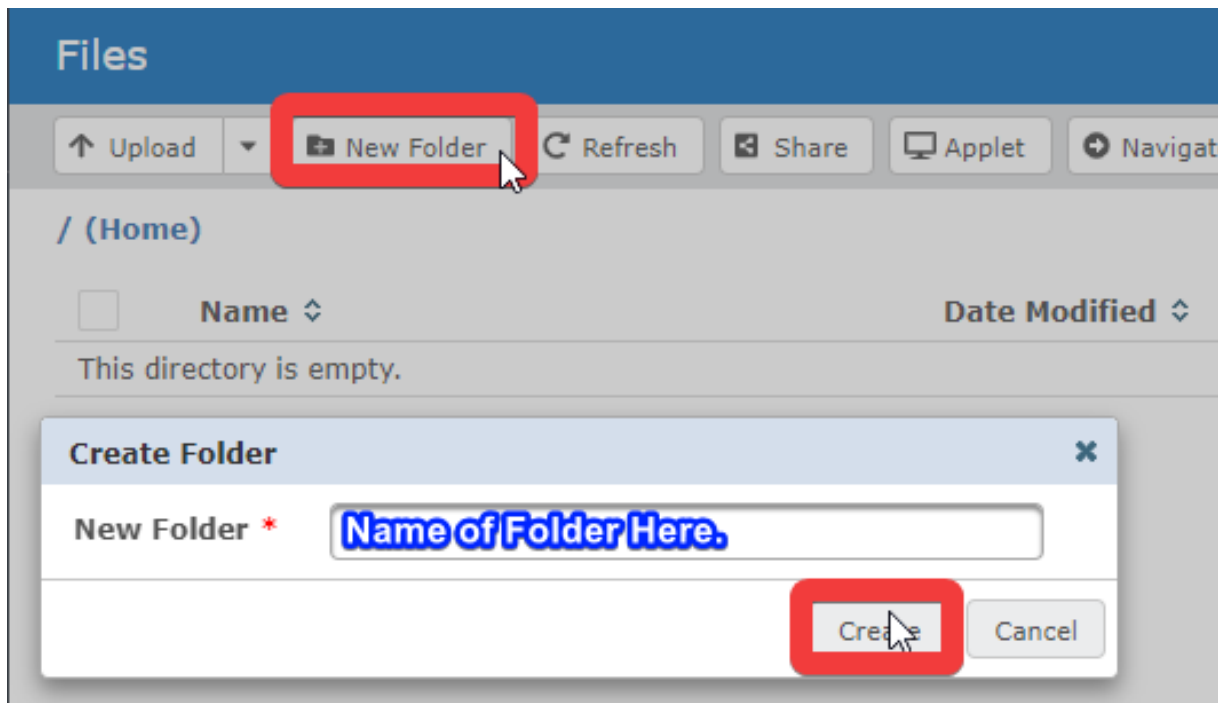 Files
Upload New Folder Refresh Share Applet Navigat
/ (Home)
Name Date Modified
This directory is empty.
Create Folder
New Folder * Name of Folder Here.
Create Cancel